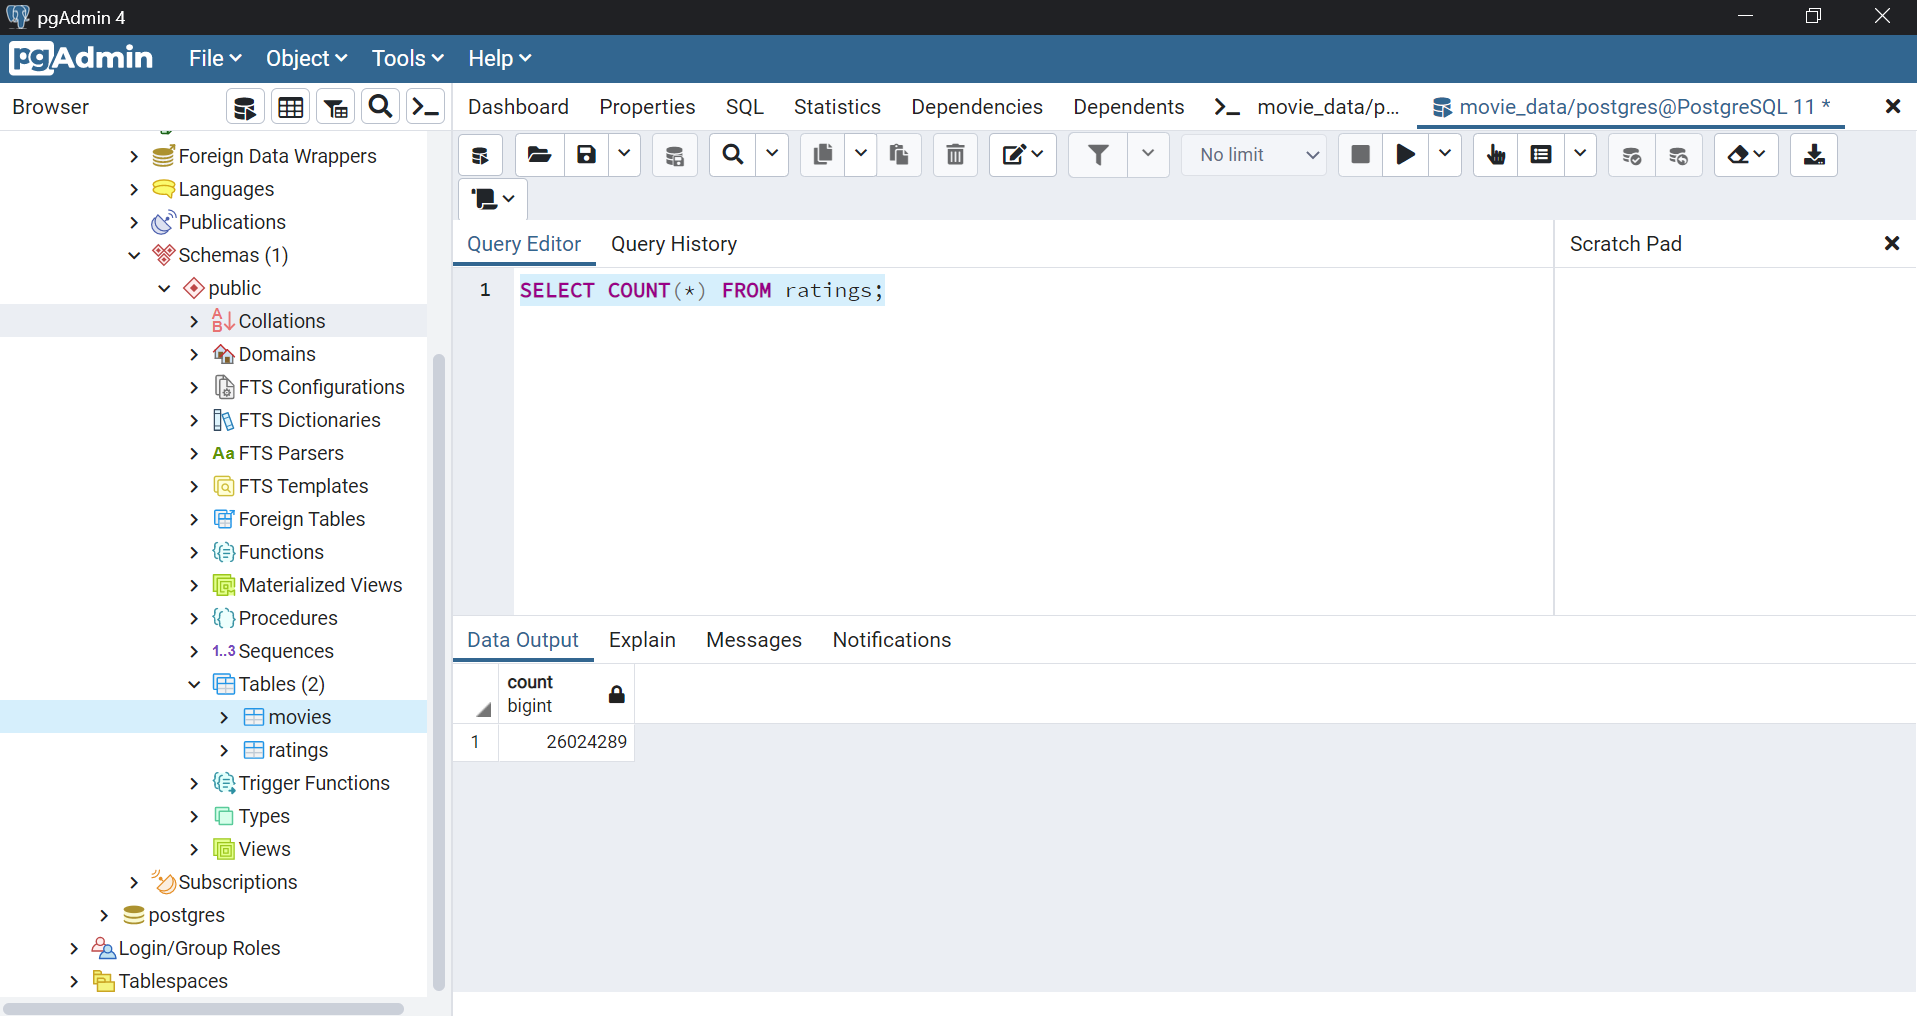 pgAdmin 4
pgAdmin File Object Tools Help
Browser
Dashboard Properties SQL Statistics Dependencies Dependents movie_data/p... movie_data/postgres@PostgreSQL 11 *
No limit
Foreign Data Wrappers
Languages
Publications
Schemas (1)
public
Collations
Domains
FTS Configurations
FTS Dictionaries
Aa FTS Parsers
FTS Templates
Foreign Tables
Functions
Materialized Views
Procedures
1..3 Sequences
Tables (2)
movies
ratings
Trigger Functions
Types
Views
Subscriptions
postgres
Login/Group Roles
Tablespaces
Query Editor Query History
Scratch Pad
1 SELECT COUNT(*) FROM ratings;
Data Output Explain Messages Notifications
count
bigint
1 26024289